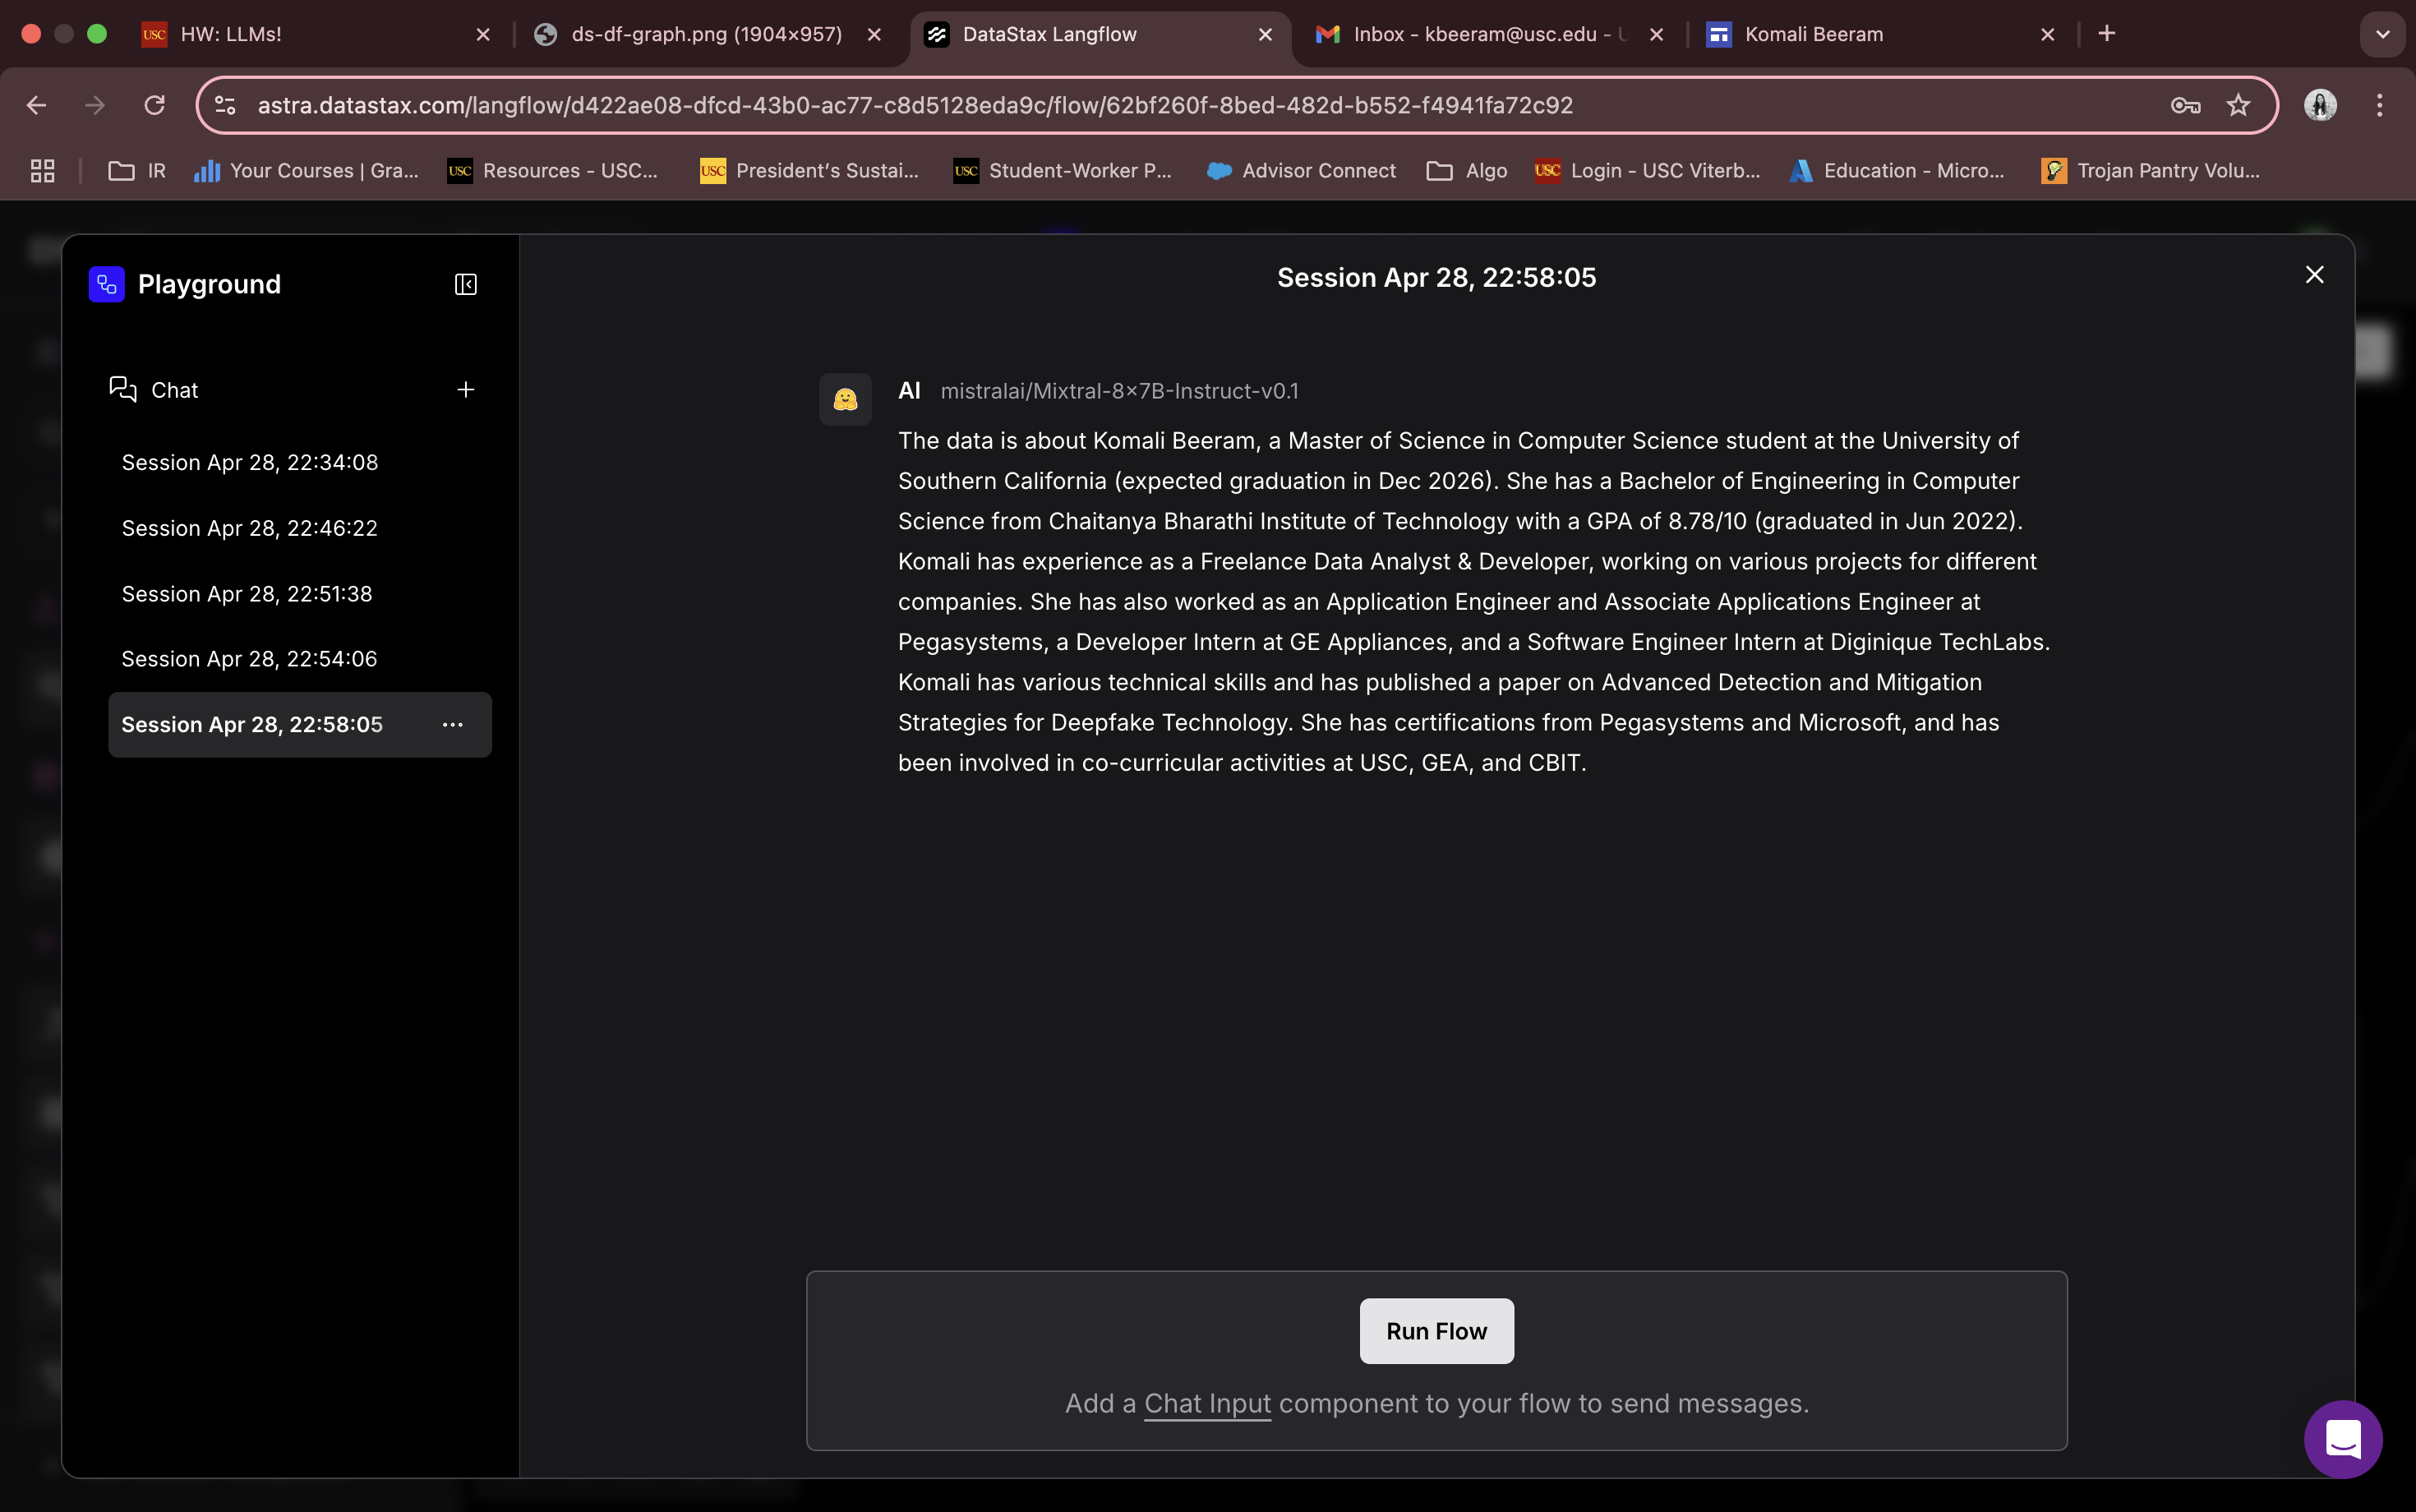 HW: LLMs!
ds-df-graph.png (1904×957)
DataStax Langflow
Inbox - kbeeram@usc.edu -
Komali Beeram
astra.datastax.com/langflow/d422ae08-dfcd-43b0-ac77-c8d5128eda9c/flow/62bf260f-8bed-482d-b552-f4941fa72c92
IR
Your Courses | Gra...
USC Resources - USC...
USC President's Sustai...
USC Student-Worker P...
Advisor Connect
Algo
USC Login - USC Viterb...
Education - Micro...
Trojan Pantry Volu...
Playground
Chat
Session Apr 28, 22:34:08
Session Apr 28, 22:46:22
Session Apr 28, 22:51:38
Session Apr 28, 22:54:06
Session Apr 28, 22:58:05
Session Apr 28, 22:58:05
AI mistralai/Mixtral-8x7B-Instruct-v0.1
The data is about Komali Beeram, a Master of Science in Computer Science student at the University of
Southern California (expected graduation in Dec 2026). She has a Bachelor of Engineering in Computer
Science from Chaitanya Bharathi Institute of Technology with a GPA of 8.78/10 (graduated in Jun 2022).
Komali has experience as a Freelance Data Analyst & Developer, working on various projects for different
companies. She has also worked as an Application Engineer and Associate Applications Engineer at
Pegasystems, a Developer Intern at GE Appliances, and a Software Engineer Intern at Diginique TechLabs.
Komali has various technical skills and has published a paper on Advanced Detection and Mitigation
Strategies for Deepfake Technology. She has certifications from Pegasystems and Microsoft, and has
been involved in co-curricular activities at USC, GEA, and CBIT.
Run Flow
Add a Chat Input component to your flow to send messages.